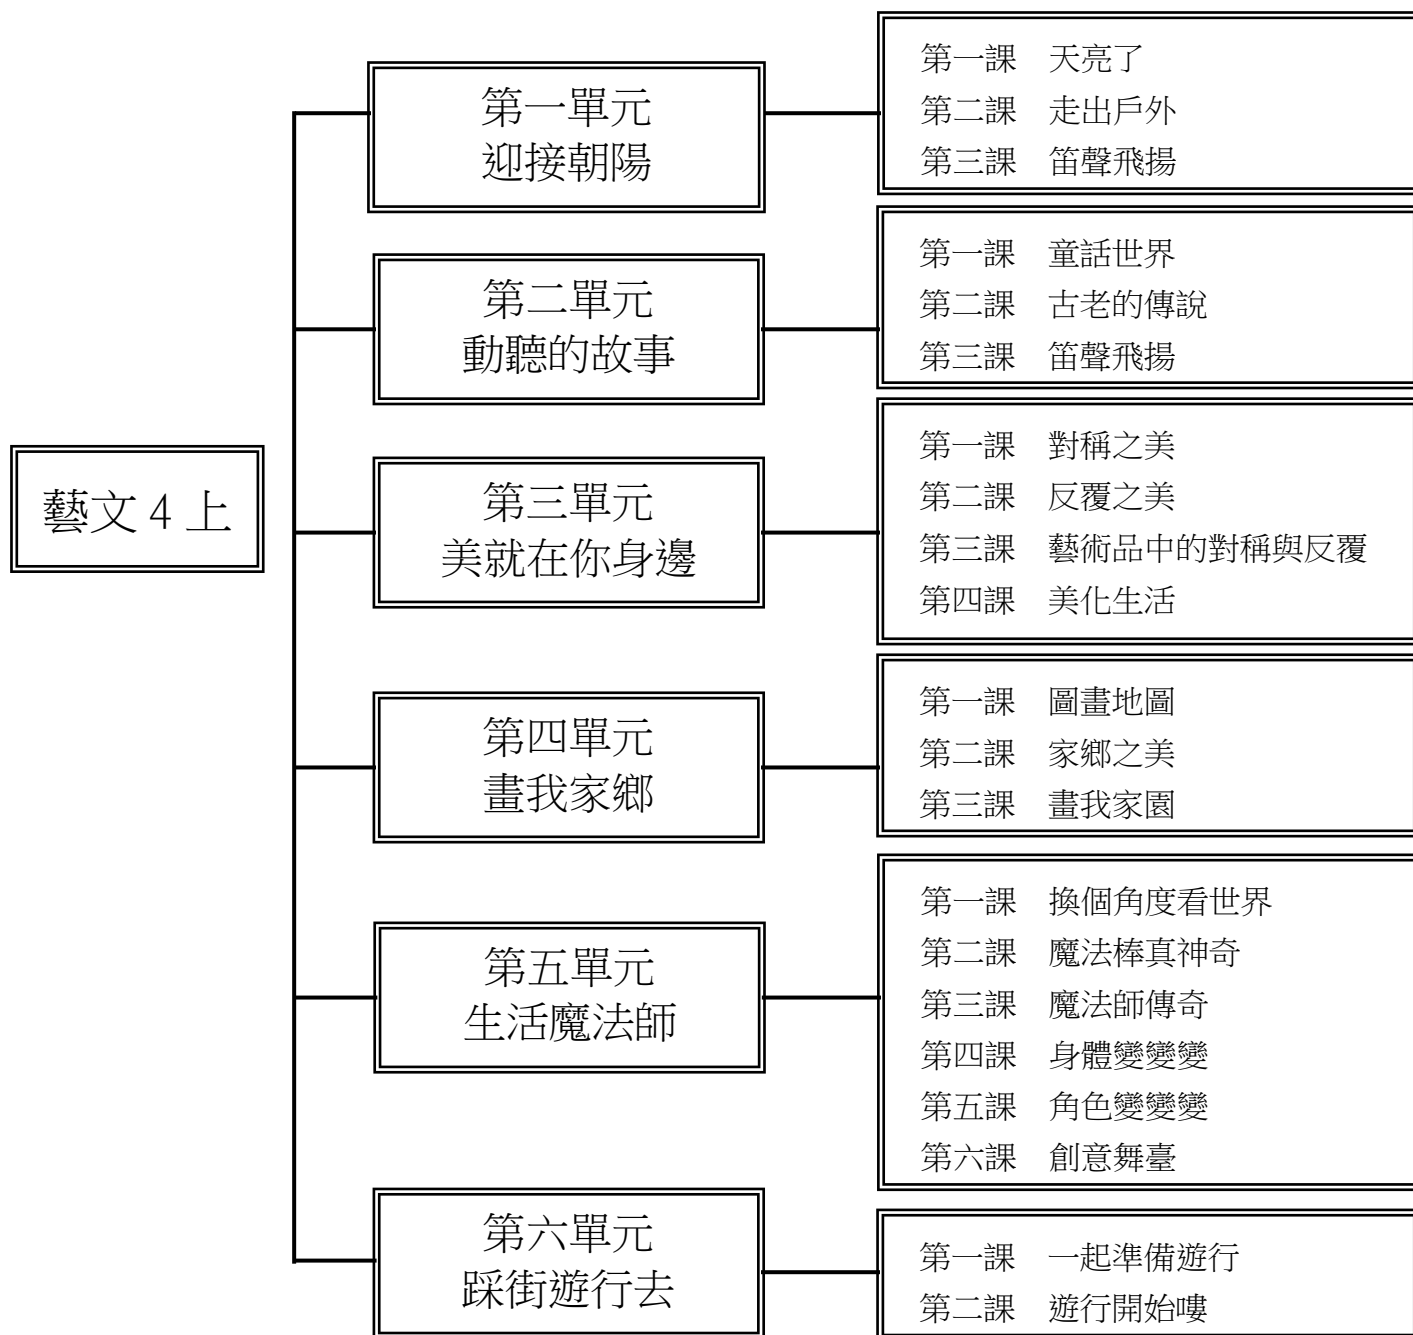 藝文 4 上
第一單元
迎接朝陽
第一課　天亮了
第二課　走出戶外
第三課　笛聲飛揚
第二單元
動聽的故事
第一課　童話世界
第二課　古老的傳說
第三課　笛聲飛揚
第三單元
美就在你身邊
第一課　對稱之美
第二課　反覆之美
第三課　藝術品中的對稱與反覆
第四課　美化生活
第四單元
畫我家鄉
第一課　圖畫地圖
第二課　家鄉之美
第三課　畫我家園
第五單元
生活魔法師
第一課　換個角度看世界
第二課　魔法棒真神奇
第三課　魔法師傳奇
第四課　身體變變變
第五課　角色變變變
第六課　創意舞臺
第六單元
踩街遊行去
第一課　一起準備遊行
第二課　遊行開始嘍